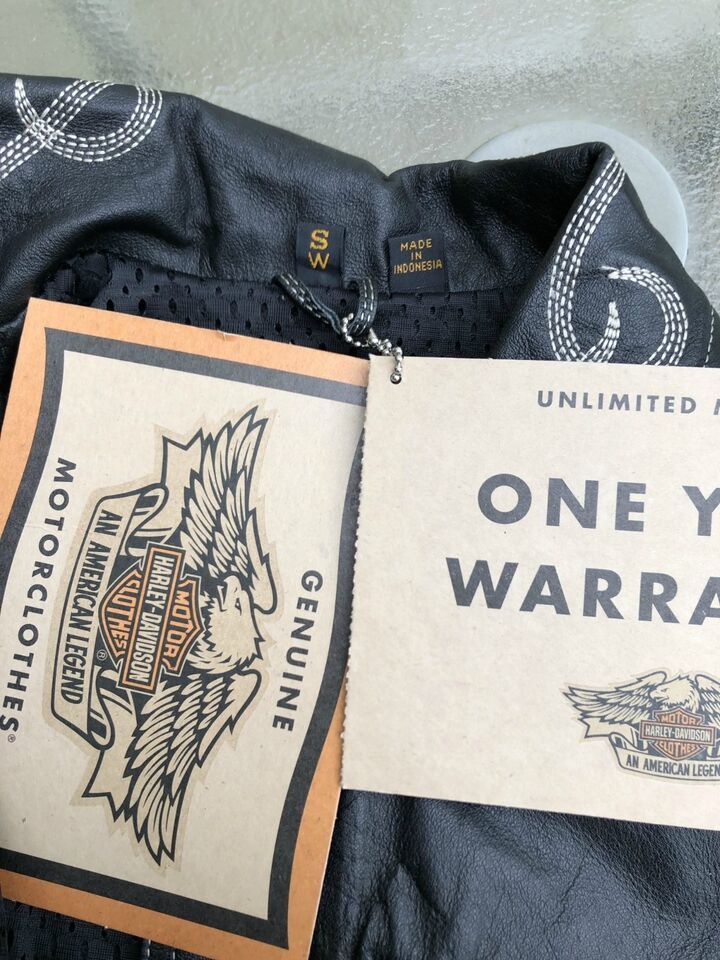 S
W
MADE
IN
INDONESIA
GENUINE
MOTOR
HARLEY-DAVIDSON
CLOTHES
®
AN AMERICAN LEGEND
MOTORCLOTHES®
UNLIMITED
ONE Y
WARRA
MOTOR
HARLEY-DAVIDSON
CLOTHES
AN AMERICAN LEGEN